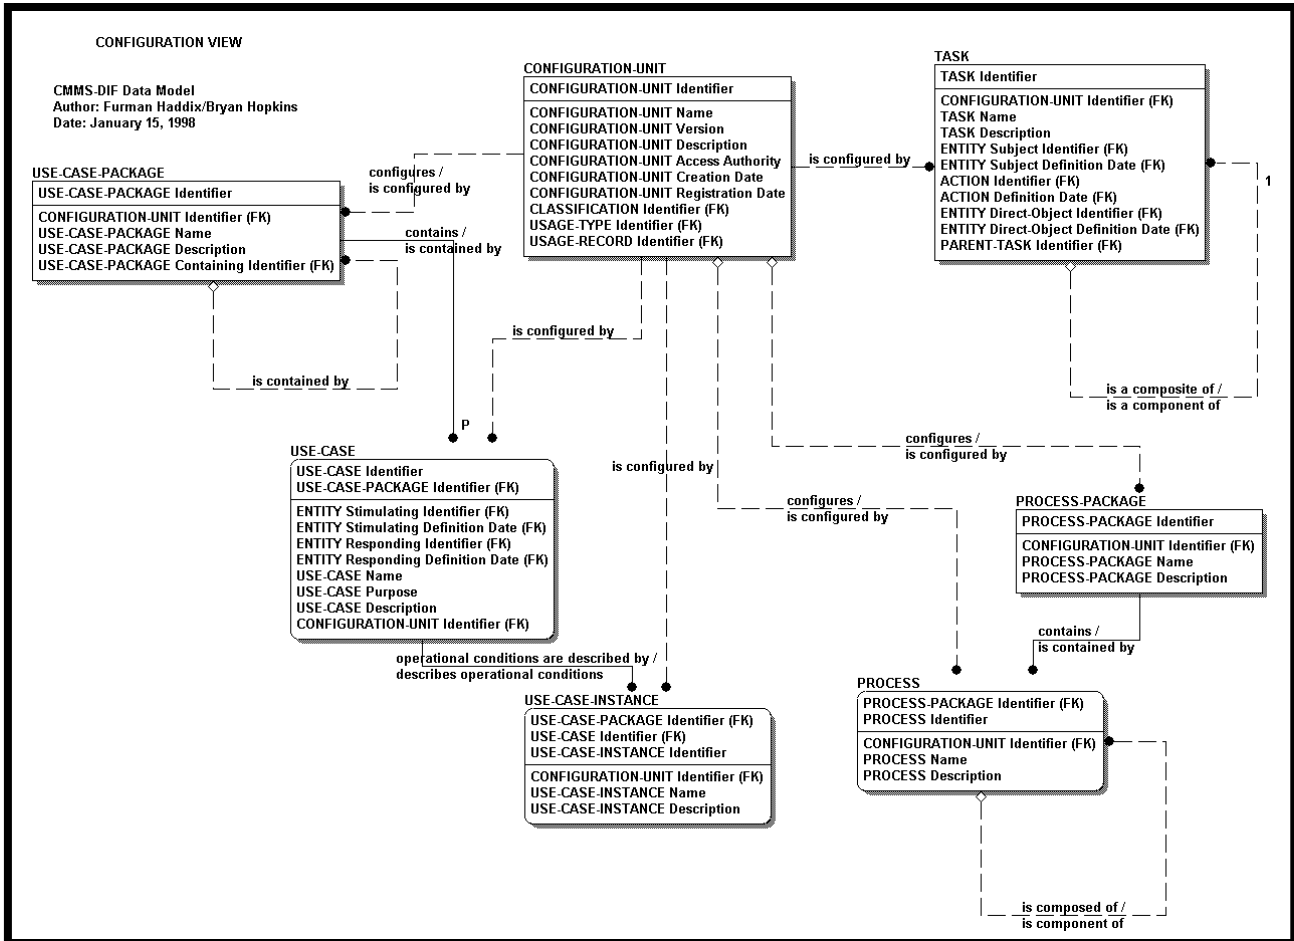 CONFIGURATION VIEW
CMMS-DIF Data Model
Author: Furman Haddix/Bryan Hopkins
Date: January 15, 1998
USE-CASE-PACKAGE
USE-CASE-PACKAGE Identifier
CONFIGURATION-UNIT Identifier (FK)
USE-CASE-PACKAGE Name
USE-CASE-PACKAGE Description
USE-CASE-PACKAGE Containing Identifier (FK)
configures /
is configured by
contains /
is contained by
is contained by
CONFIGURATION-UNIT
CONFIGURATION-UNIT Identifier
CONFIGURATION-UNIT Name
CONFIGURATION-UNIT Version
CONFIGURATION-UNIT Description
CONFIGURATION-UNIT Access Authority
CONFIGURATION-UNIT Creation Date
CONFIGURATION-UNIT Registration Date
CLASSIFICATION Identifier (FK)
USAGE-TYPE Identifier (FK)
USAGE-RECORD Identifier (FK)
is configured by
TASK
TASK Identifier
CONFIGURATION-UNIT Identifier (FK)
TASK Name
TASK Description
ENTITY Subject Identifier (FK)
ENTITY Subject Definition Date (FK)
ACTION Identifier (FK)
ACTION Definition Date (FK)
ENTITY Direct-Object Identifier (FK)
ENTITY Direct-Object Definition Date (FK)
PARENT-TASK Identifier (FK)
1
is a composite of /
is a component of
is configured by
P
USE-CASE
USE-CASE Identifier
USE-CASE-PACKAGE Identifier (FK)
ENTITY Stimulating Identifier (FK)
ENTITY Stimulating Definition Date (FK)
ENTITY Responding Identifier (FK)
ENTITY Responding Definition Date (FK)
USE-CASE Name
USE-CASE Purpose
USE-CASE Description
CONFIGURATION-UNIT Identifier (FK)
is configured by
configures /
is configured by
configures /
is configured by
PROCESS-PACKAGE
PROCESS-PACKAGE Identifier
CONFIGURATION-UNIT Identifier (FK)
PROCESS-PACKAGE Name
PROCESS-PACKAGE Description
contains /
is contained by
operational conditions are described by /
describes operational conditions
USE-CASE-INSTANCE
USE-CASE-PACKAGE Identifier (FK)
USE-CASE Identifier (FK)
USE-CASE-INSTANCE Identifier
CONFIGURATION-UNIT Identifier (FK)
USE-CASE-INSTANCE Name
USE-CASE-INSTANCE Description
PROCESS
PROCESS-PACKAGE Identifier (FK)
PROCESS Identifier
CONFIGURATION-UNIT Identifier (FK)
PROCESS Name
PROCESS Description
is composed of /
is component of